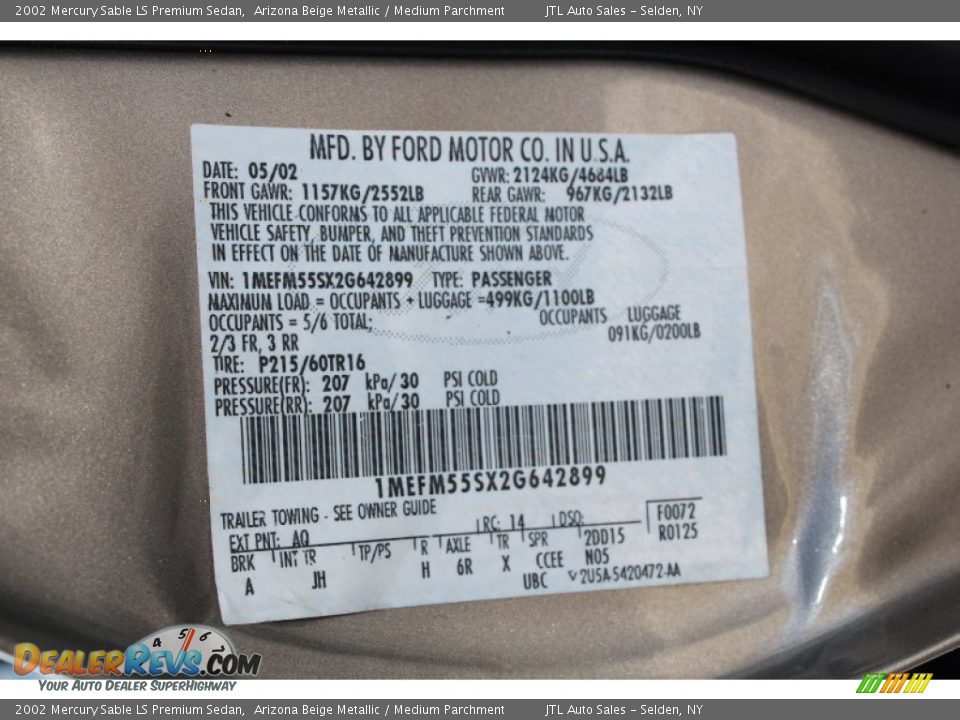 2002 Mercury Sable LS Premium Sedan, Arizona Beige Metallic / Medium Parchment JTL Auto Sales - Selden, NY
MFD. BY FORD MOTOR CO. IN U.S.A.
DATE: 05/02 GVWR: 2124KG/4684LB
FRONT GAWR: 1157KG/2552LB REAR GAWR: 967KG/2132LB
THIS VEHICLE CONFORMS TO ALL APPLICABLE FEDERAL MOTOR
VEHICLE SAFETY, BUMPER, AND THEFT PREVENTION STANDARDS
IN EFFECT ON THE DATE OF MANUFACTURE SHOWN ABOVE.
VIN: 1MEFM55SX2G642899 TYPE: PASSENGER
MAXIMUM LOAD = OCCUPANTS + LUGGAGE =499KG/1100LB
OCCUPANTS = 5/6 TOTAL; OCCUPANTS LUGGAGE
2/3 FR, 3 RR 091KG/0200LB
TIRE: P215/60TR16
PRESSURE(FR): 207 kPa/30 PSI COLD
PRESSURE(RR): 207 kPa/30 PSI COLD
1MEFM55SX2G642899
TRAILER TOWING - SEE OWNER GUIDE
EXT PNT: AQ RC: 14 DSO: F0072
BRK INT TR TP/PS R AXLE TR SPR 2DD15 R0125
A JH H 6R X CCEE N05
UBC 2U5A-5420472-AA
4 5 6
DEALERREVS.COM
YOUR AUTO DEALER SUPERHIGHWAY
2002 Mercury Sable LS Premium Sedan, Arizona Beige Metallic / Medium Parchment JTL Auto Sales - Selden, NY